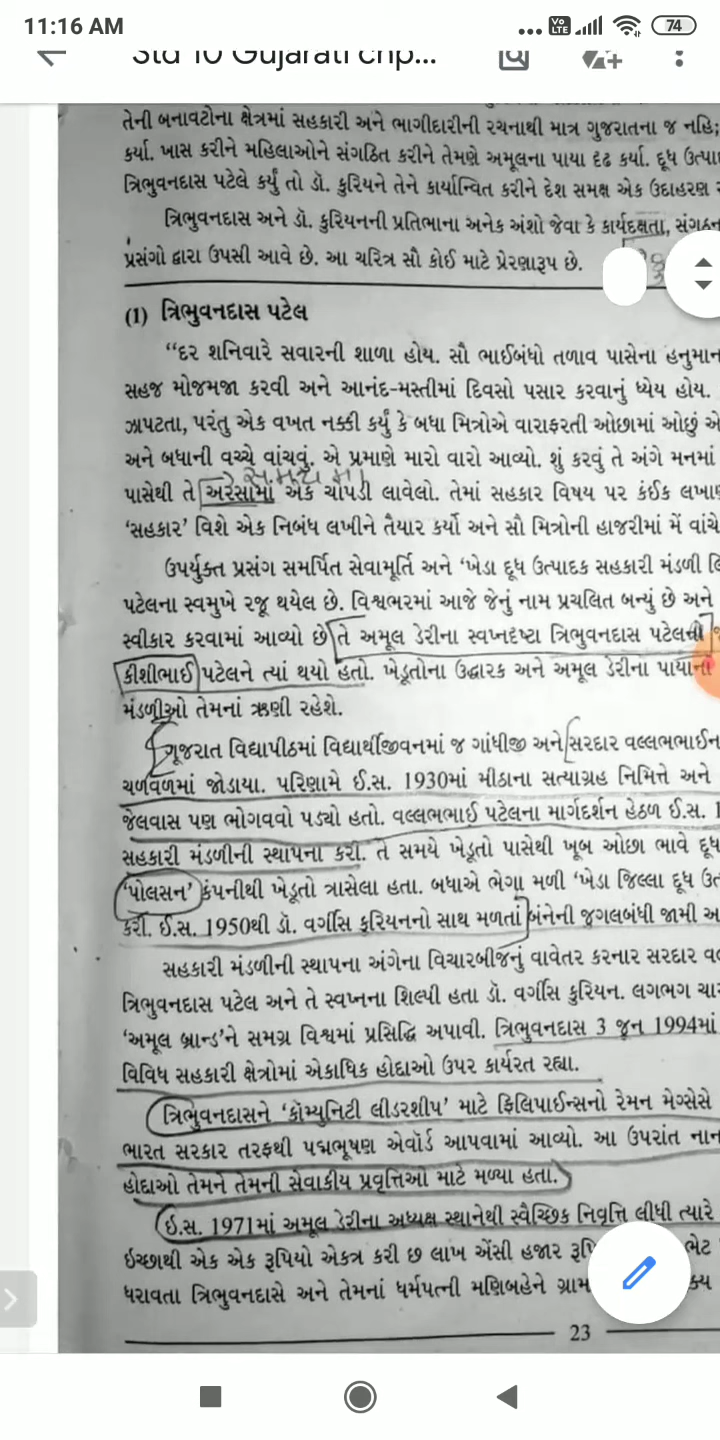 11:16 AM
74
Std 10 Gujarati chp...
તેની બનાવટોના ક્ષેત્રમાં સહકારી અને ભાગીદારીની રચનાથી માત્ર ગુજરાતના જ નહિ;
કર્યા. ખાસ કરીને મહિલાઓને સંગઠિત કરીને તેમણે અમૂલના પાયા દૃઢ કર્યા. દૂધ ઉત્પા
ત્રિભુવનદાસ પટેલે કર્યું તો ડૉ. કુરિયને તેને કાર્યાન્વિત કરીને દેશ સમક્ષ એક ઉદાહરણ
ત્રિભુવનદાસ અને ડૉ. કુરિયનની પ્રતિભાના અનેક અંશો જેવા કે કાર્યદક્ષતા, સંગઠન
પ્રસંગો દ્વારા ઉપસી આવે છે. આ ચરિત્ર સૌ કોઈ માટે પ્રેરણારૂપ છે.
(1) ત્રિભુવનદાસ પટેલ
“દર શનિવારે સવારની શાળા હોય. સૌ ભાઈબંધો તળાવ પાસેના હનુમાન
સહજ મોજમજા કરવી અને આનંદ-મસ્તીમાં દિવસો પસાર કરવાનું ધ્યેય હોય.
ઝાપટતા, પરંતુ એક વખત નક્કી કર્યું કે બધા મિત્રોએ વારાફરતી ઓછામાં ઓછું એ
અને બધાની વચ્ચે વાંચવું. એ પ્રમાણે મારો વારો આવ્યો. શું કરવું તે અંગે મનમાં
સમય મા
પાસેથી તે અરસામાં એક ચોપડી લાવેલો. તેમાં સહકાર વિષય પર કંઈક લખા
‘સહકાર’ વિશે એક નિબંધ લખીને તૈયાર કર્યો અને સૌ મિત્રોની હાજરીમાં મેં વાંચે
ઉપર્યુક્ત પ્રસંગ સમર્પિત સેવામૂર્તિ અને ‘ખેડા દૂધ ઉત્પાદક સહકારી મંડળી લિ
પટેલના સ્વમુખે રજૂ થયેલ છે. વિશ્વભરમાં આજે જેનું નામ પ્રચલિત બન્યું છે અને
સ્વીકાર કરવામાં આવ્યો છે તે અમૂલ ડેરીના સ્વપ્નદૃષ્ટા ત્રિભુવનદાસ પટેલનો જ
કીશીભાઈ પટેલને ત્યાં થયો હતો. ખેડૂતોના ઉદ્ધારક અને અમૂલ ડેરીના પાયાના
મંડળીઓ તેમનાં ઋણી રહેશે.
ગૂજરાત વિદ્યાપીઠમાં વિદ્યાર્થીજીવનમાં જ ગાંધીજી અને સરદાર વલ્લભભાઈન
ચળવળમાં જોડાયા. પરિણામે ઈ.સ. 1930માં મીઠાના સત્યાગ્રહ નિમિત્તે અને
જેલવાસ પણ ભોગવવો પડ્યો હતો. વલ્લભભાઈ પટેલના માર્ગદર્શન હેઠળ ઈ.સ. 1
સહકારી મંડળીની સ્થાપના કરી. તે સમયે ખેડૂતો પાસેથી ખૂબ ઓછા ભાવે દૂધ
‘પોલસન’ કંપનીથી ખેડૂતો ત્રાસેલા હતા. બધાએ ભેગા મળી ‘ખેડા જિલ્લા દૂધ ઉત
કરી. ઈ.સ. 1950થી ડૉ. વર્ગીસ કુરિયનનો સાથ મળતાં બંનેની જુગલબંધી જામી અ
સહકારી મંડળીની સ્થાપના અંગેના વિચારબીજનું વાવેતર કરનાર સરદાર વ
ત્રિભુવનદાસ પટેલ અને તે સ્વપ્નના શિલ્પી હતા ડૉ. વર્ગીસ કુરિયન. લગભગ ચા
‘અમૂલ બ્રાન્ડ’ને સમગ્ર વિશ્વમાં પ્રસિદ્ધિ અપાવી. ત્રિભુવનદાસ 3 જૂન 1994માં
વિવિધ સહકારી ક્ષેત્રોમાં એકાધિક હોદ્દાઓ ઉપર કાર્યરત રહ્યા.
ત્રિભુવનદાસને ‘કૉમ્યુનિટી લીડરશીપ’ માટે ફિલિપાઈન્સનો રેમન મેગ્સેસે
ભારત સરકાર તરફથી પદ્મભૂષણ એવૉર્ડ આપવામાં આવ્યો. આ ઉપરાંત નાન
હોદ્દાઓ તેમને તેમની સેવાકીય પ્રવૃત્તિઓ માટે મળ્યા હતા.
ઈ.સ. 1971માં અમૂલ ડેરીના અધ્યક્ષ સ્થાનેથી સ્વૈચ્છિક નિવૃત્તિ લીધી ત્યારે
ઇચ્છાથી એક એક રૂપિયો એકત્ર કરી છ લાખ એંસી હજાર રૂપિ ભેટ
ધરાવતા ત્રિભુવનદાસે અને તેમનાં ધર્મપત્ની મણિબહેને ગ્રામ ક્ય
23